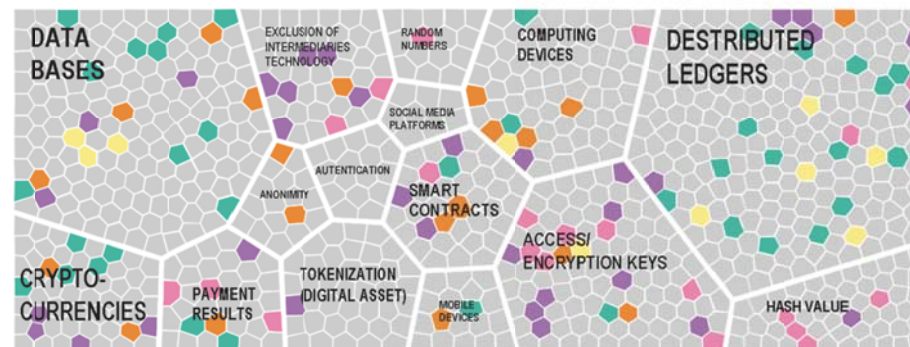 DATA
BASES
EXCLUSION OF
INTERMEDIARIES
TECHNOLOGY
RANDOM
NUMBERS
COMPUTING
DEVICES
DESTRIBUTED
LEDGERS
SOCIAL MEDIA
PLATFORMS
AUTENTICATION
ANONIMITY
SMART
CONTRACTS
ACCESS/
ENCRYPTION KEYS
CRYPTO-
CURRENCIES
PAYMENT
RESULTS
TOKENIZATION
(DIGITAL ASSET)
MOBILE
DEVICES
HASH VALUE